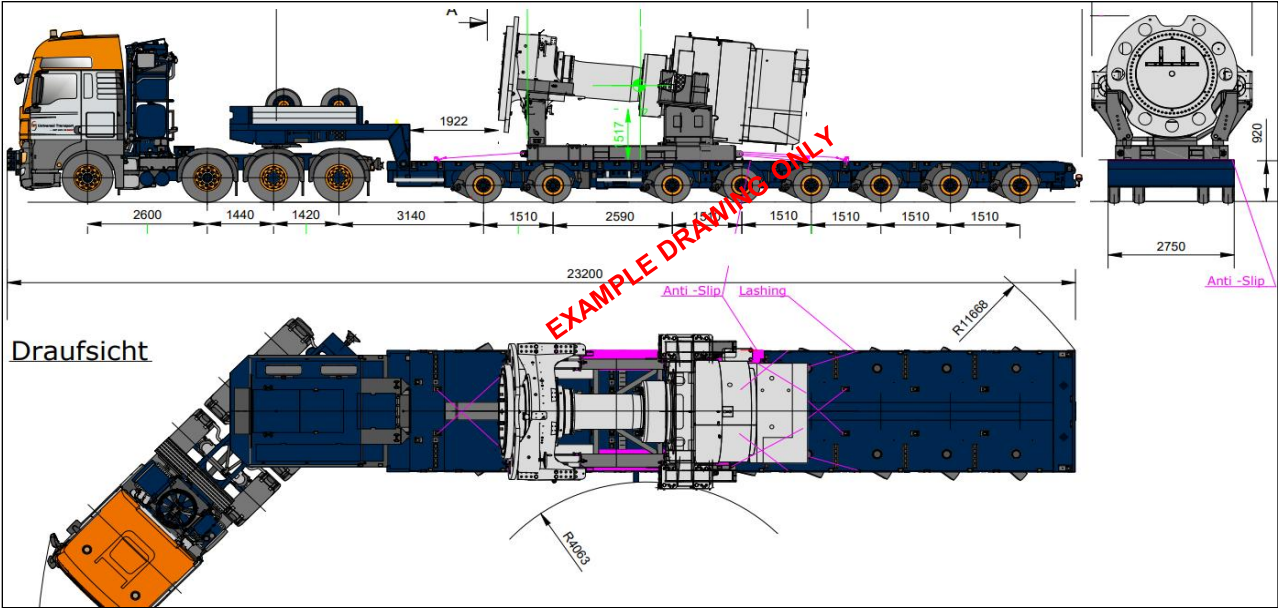 A
1922
517
920
2600
1440
1420
3140
1510
2590
1510
1510
1510
1510
1510
2750
23200
EXAMPLE DRAWING ONLY
Anti -Slip
Lashing
Anti -Slip
R11668
Draufsicht
R4063